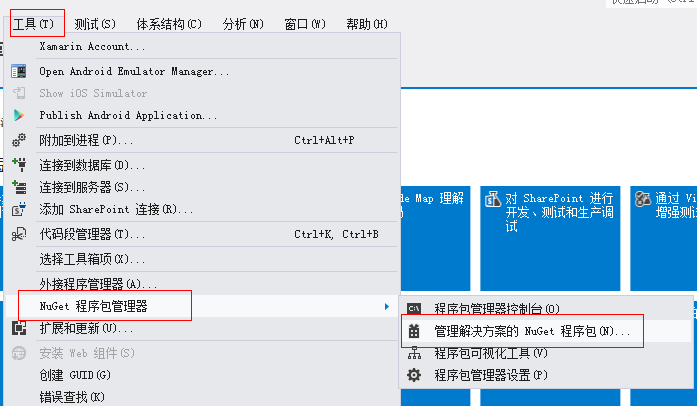 工具(T) 测试(S) 体系结构(C) 分析(N) 窗口(W) 帮助(H)
Xamarin Account...
Open Android Emulator Manager...
Show iOS Simulator
Publish Android Application...
附加到进程(P)... Ctrl+Alt+P
连接到数据库(D)...
连接到服务器(S)...
添加 SharePoint 连接(R)...
代码段管理器(T)... Ctrl+K, Ctrl+B
选择工具箱项(X)...
外接程序管理器(A)...
NuGet 程序包管理器
扩展和更新(U)...
安装 Web 组件(S)
创建 GUID(G)
错误查找(K)
程序包管理器控制台(O)
管理解决方案的 NuGet 程序包(N)...
程序包可视化工具(V)
程序包管理器设置(P)
de Map 理解
对 SharePoint 进行
开发、测试和生产调
试
通过 Vi
增强测试